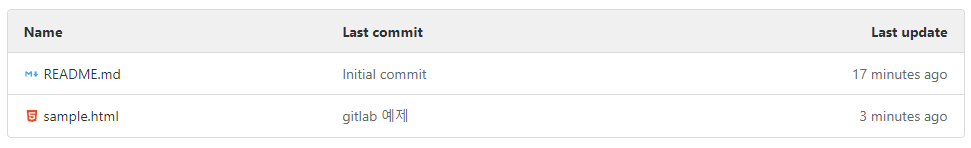 Name Last commit Last update
README.md Initial commit 17 minutes ago
sample.html gitlab 예제 3 minutes ago